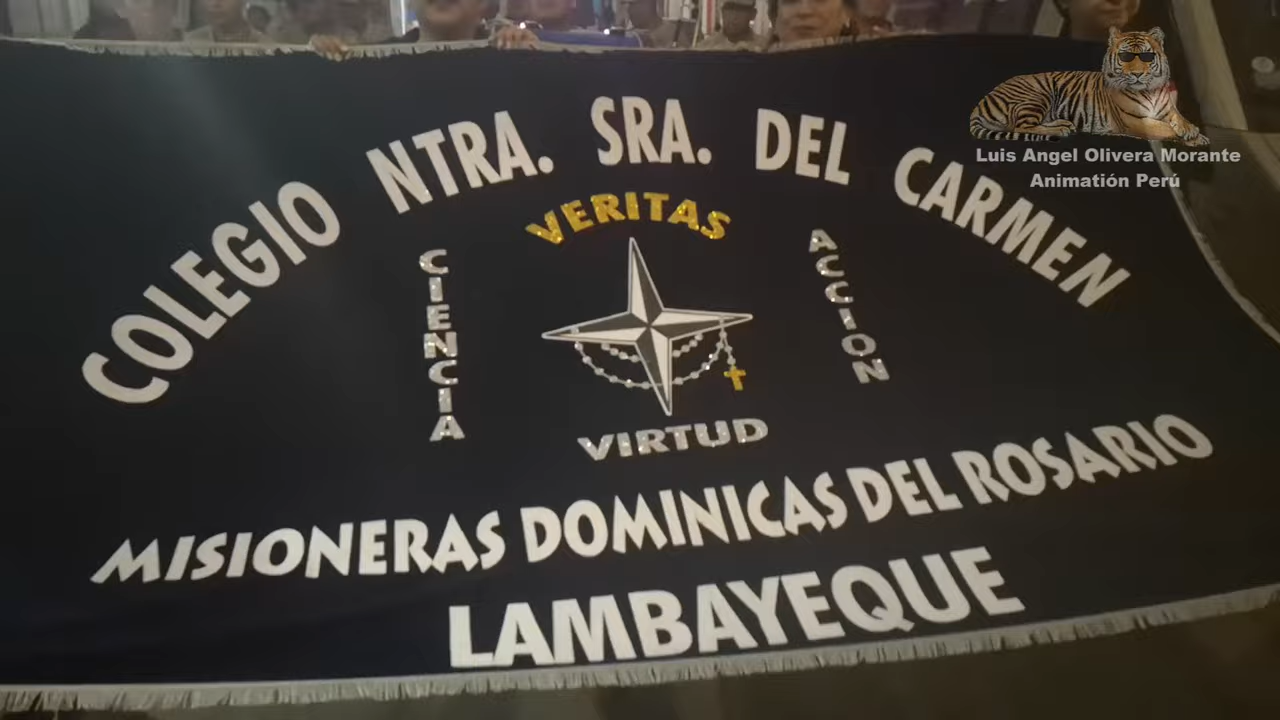 COLEGIO NTRA. SRA. DEL CARMEN
VERITAS
CIENCIA
ACCION
VIRTUD
MISIONERAS DOMINICAS DEL ROSARIO
LAMBAYEQUE
Luis Angel Olivera Morante
Animatión Perú